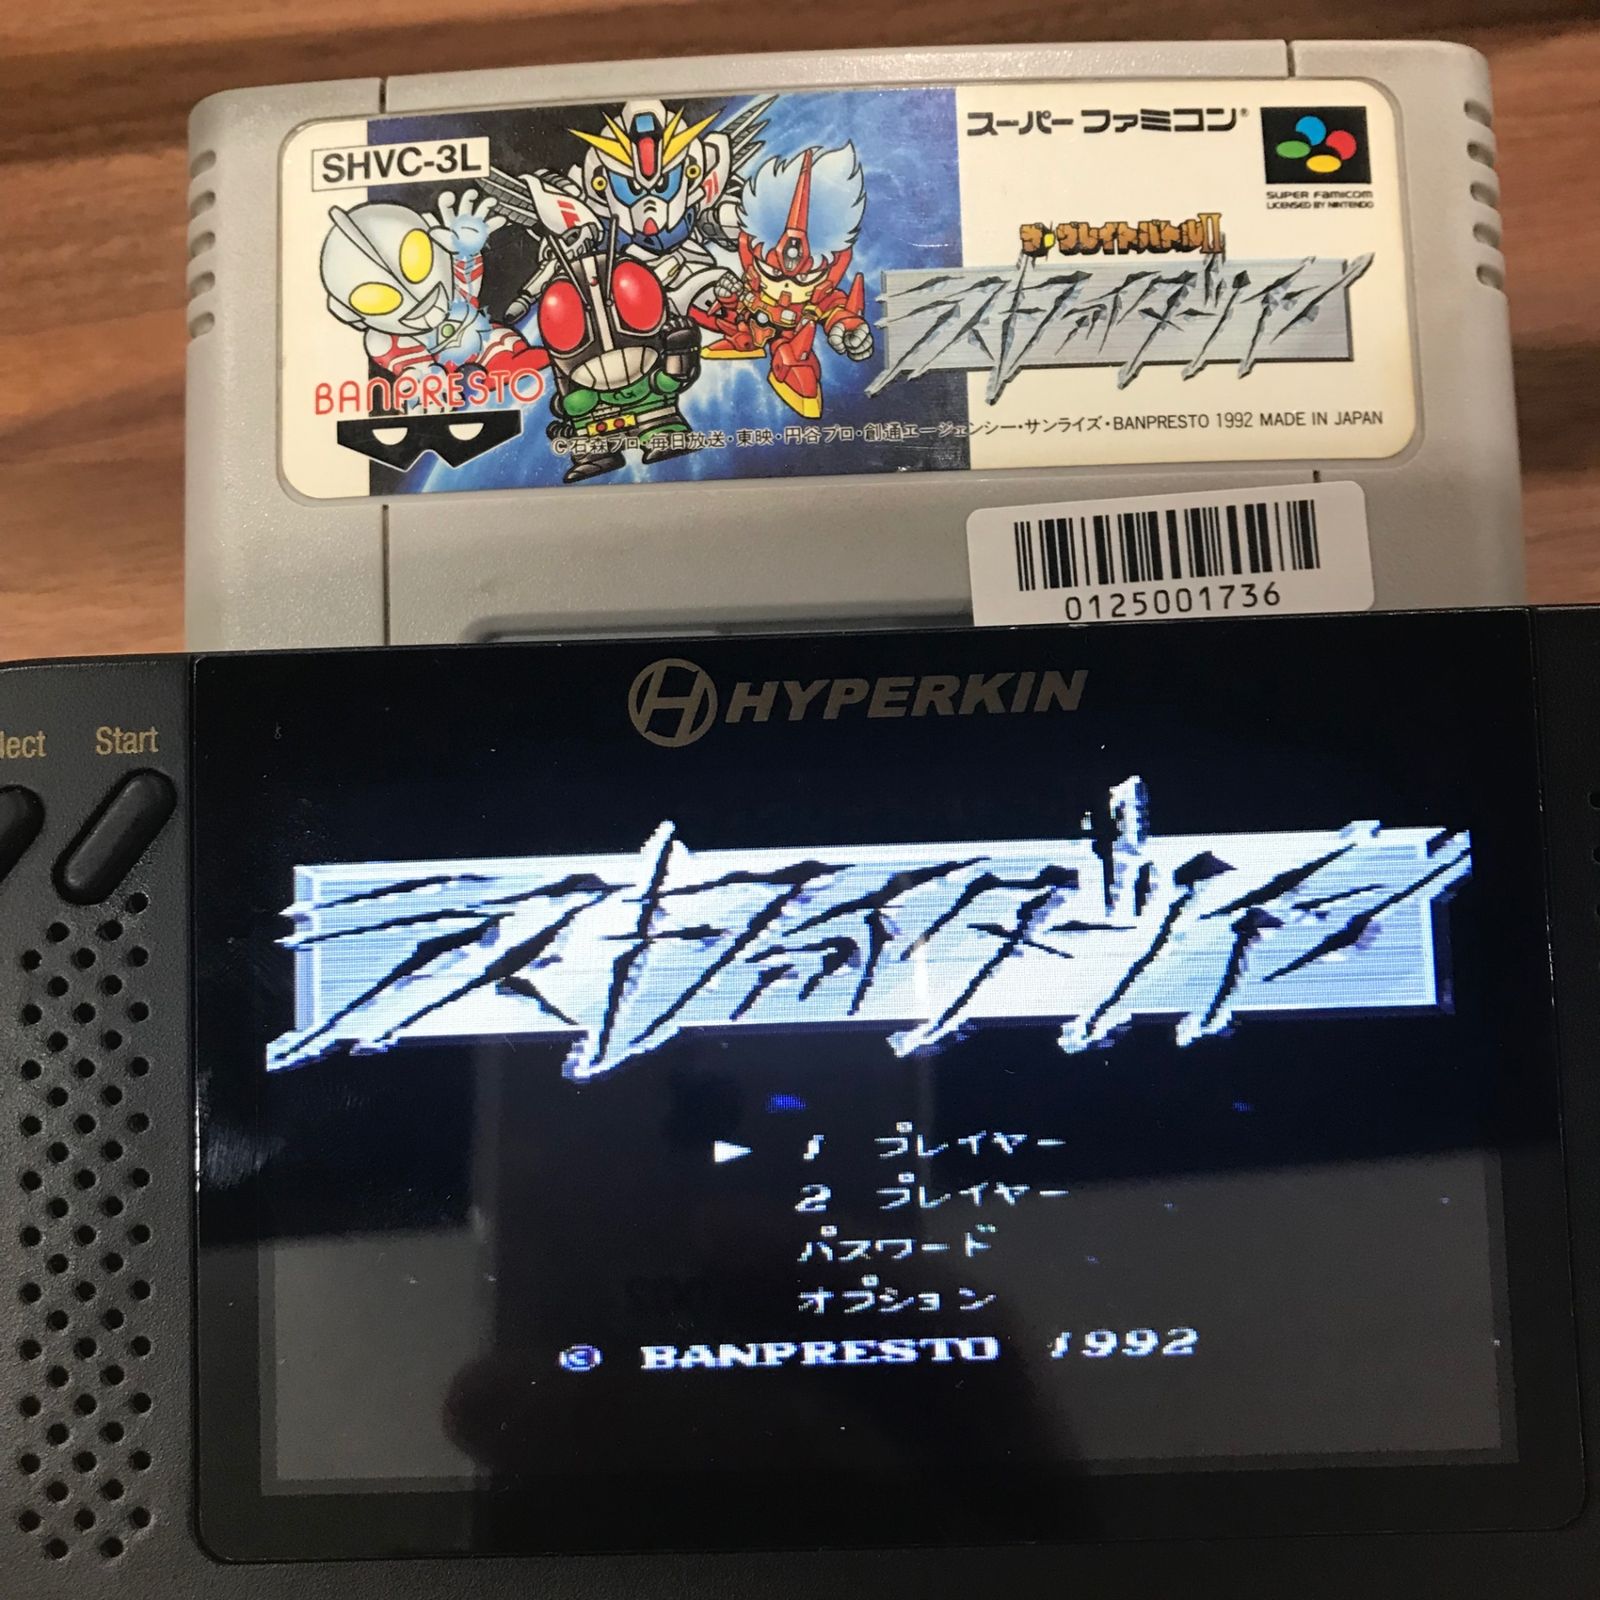 SHVC-3L
スーパーファミコン®
SUPER Famicom
LICENSED BY NINTENDO
ザ・グレイトバトルII
ラストファイターツイン
BANPRESTO
©石森プロ・毎日放送・東映・円谷プロ・創通エージェンシー・サンライズ・BANPRESTO 1992 MADE IN JAPAN
0125001736
HYPERKIN
lect
Start
ラストファイターツイン
▶ 1 プレイヤー
2 プレイヤー
パスワード
オプション
© BANPRESTO 1992